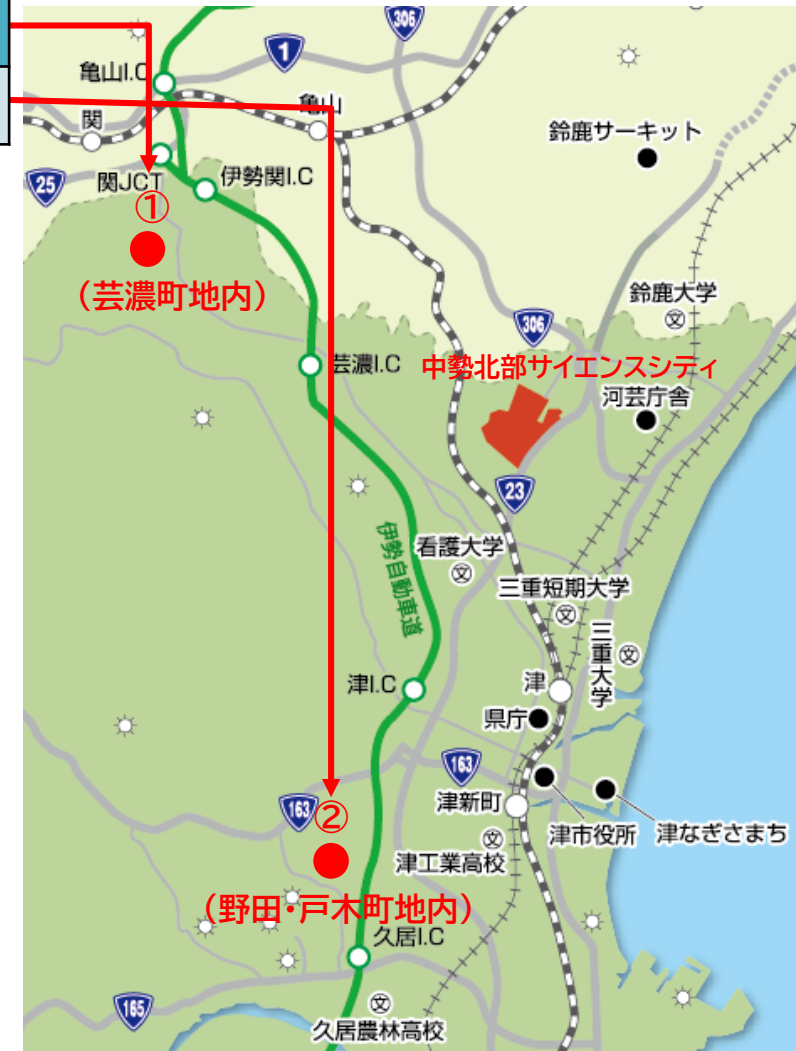 306
1
亀山I.C
亀山
関
鈴鹿サーキット
25
関JCT
伊勢関I.C
①
(芸濃町地内)
鈴鹿大学
文
306
芸濃I.C
中勢北部サイエンスシティ
河芸庁舎
23
伊勢自動車道
看護大学
文
三重短期大学
文
三重大学
文
津I.C
津
県庁
163
津新町
163
②
文
津工業高校
津市役所
津なぎさまち
(野田・戸木町地内)
久居I.C
165
文
久居農林高校